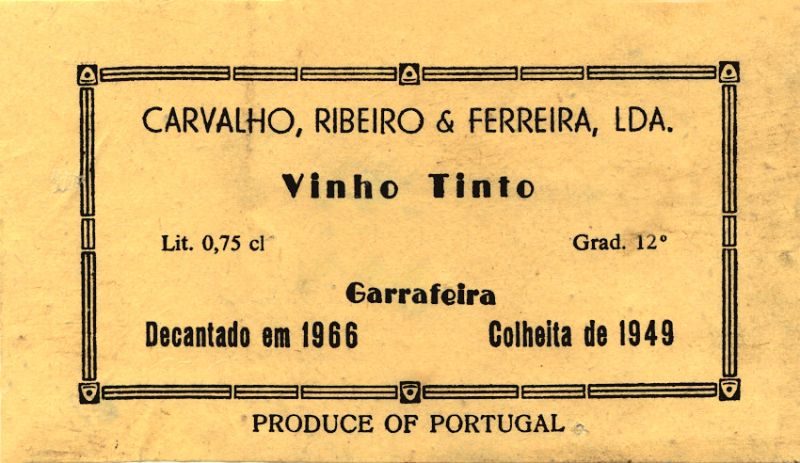 CARVALHO, RIBEIRO & FERREIRA, LDA.
Vinho Tinto
Lit. 0,75 cl Grad. 12º
Garrafeira
Decantado em 1966 Colheita de 1949
PRODUCE OF PORTUGAL